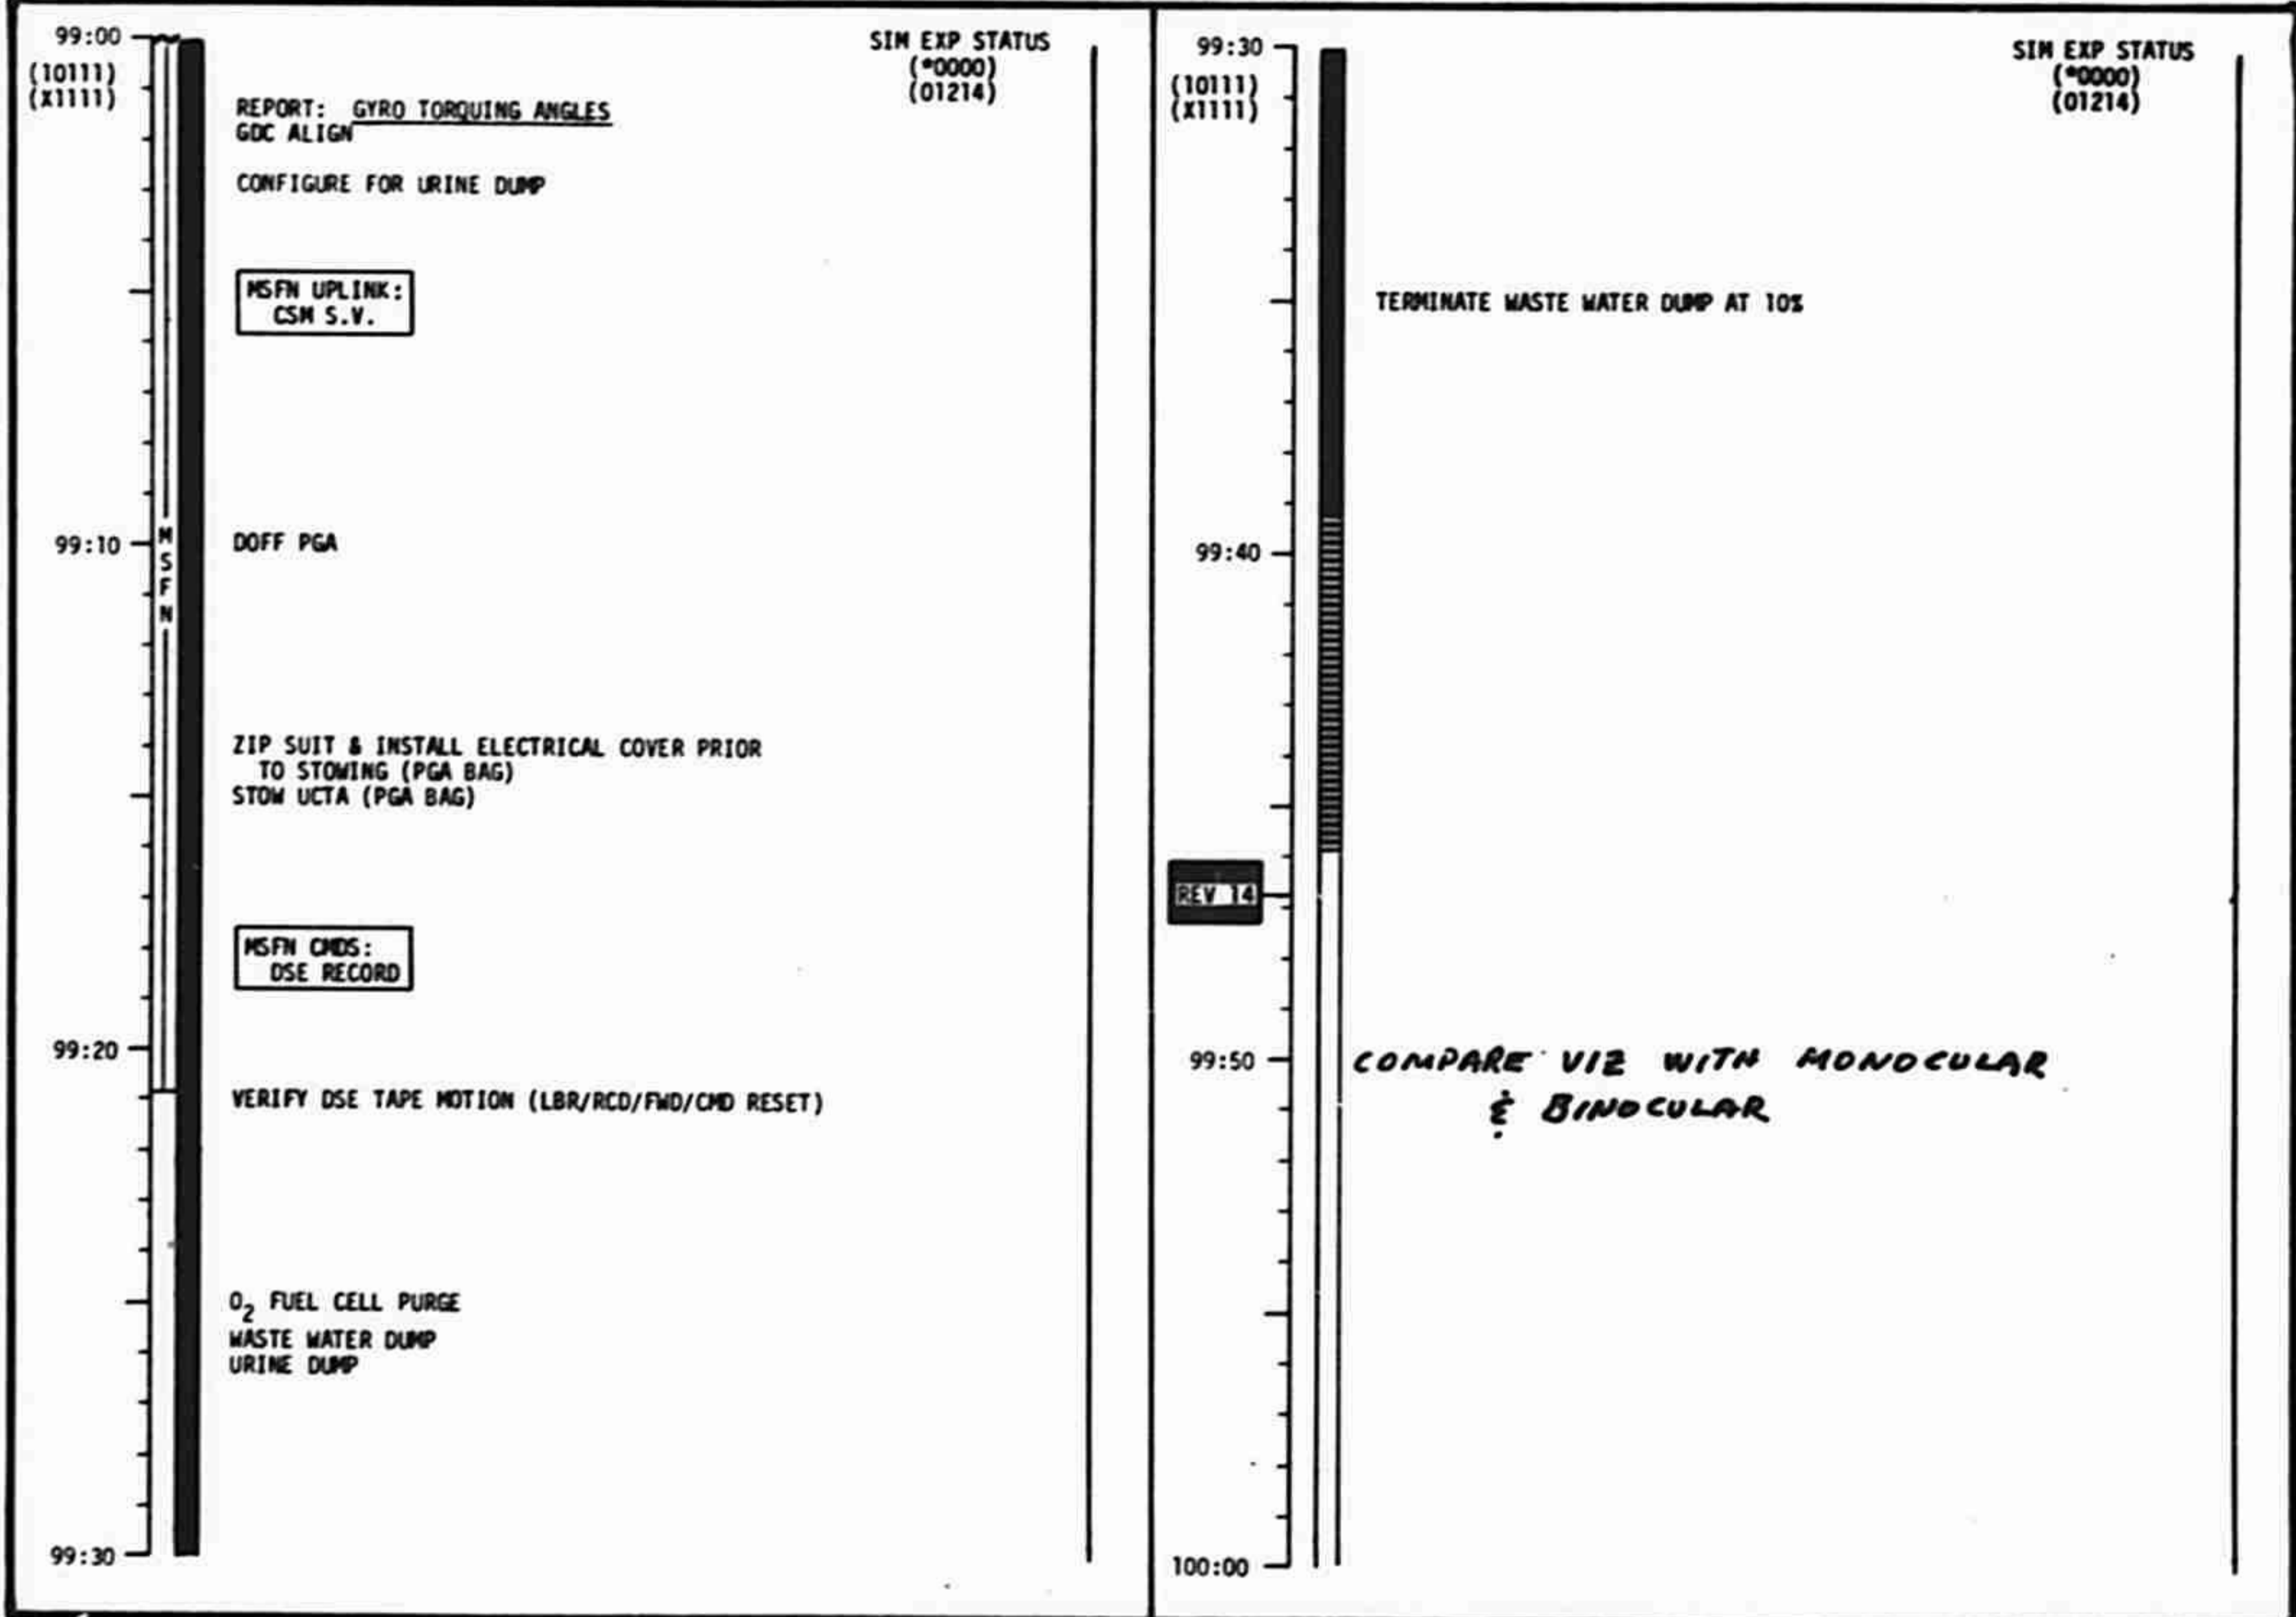 99:00
(10111)
(X1111)
SIM EXP STATUS
(*0000)
(01214)
REPORT: GYRO TORQUING ANGLES
GDC ALIGN
CONFIGURE FOR URINE DUMP
MSFN UPLINK:
CSM S.V.
99:10
MSFN
DOFF PGA
ZIP SUIT & INSTALL ELECTRICAL COVER PRIOR
TO STOWING (PGA BAG)
STOW UCTA (PGA BAG)
MSFN CMDS:
DSE RECORD
99:20
VERIFY DSE TAPE MOTION (LBR/RCD/FWD/CMD RESET)
O₂ FUEL CELL PURGE
WASTE WATER DUMP
URINE DUMP
99:30
99:30
(10111)
(X1111)
SIM EXP STATUS
(*0000)
(01214)
TERMINATE WASTE WATER DUMP AT 10%
99:40
REV 14
99:50
COMPARE VIZ WITH MONOCULAR
& BINOCULAR
100:00